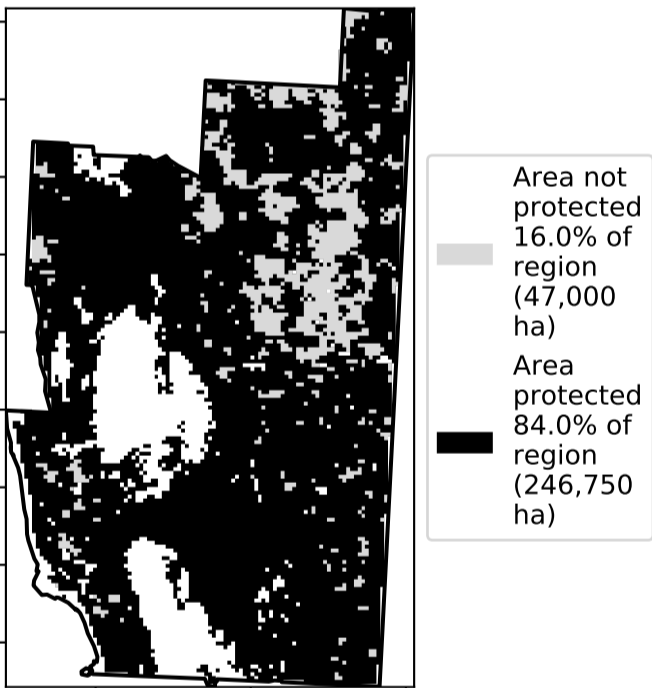 Area not
protected
16.0% of
region
(47,000
ha)
Area
protected
84.0% of
region
(246,750
ha)